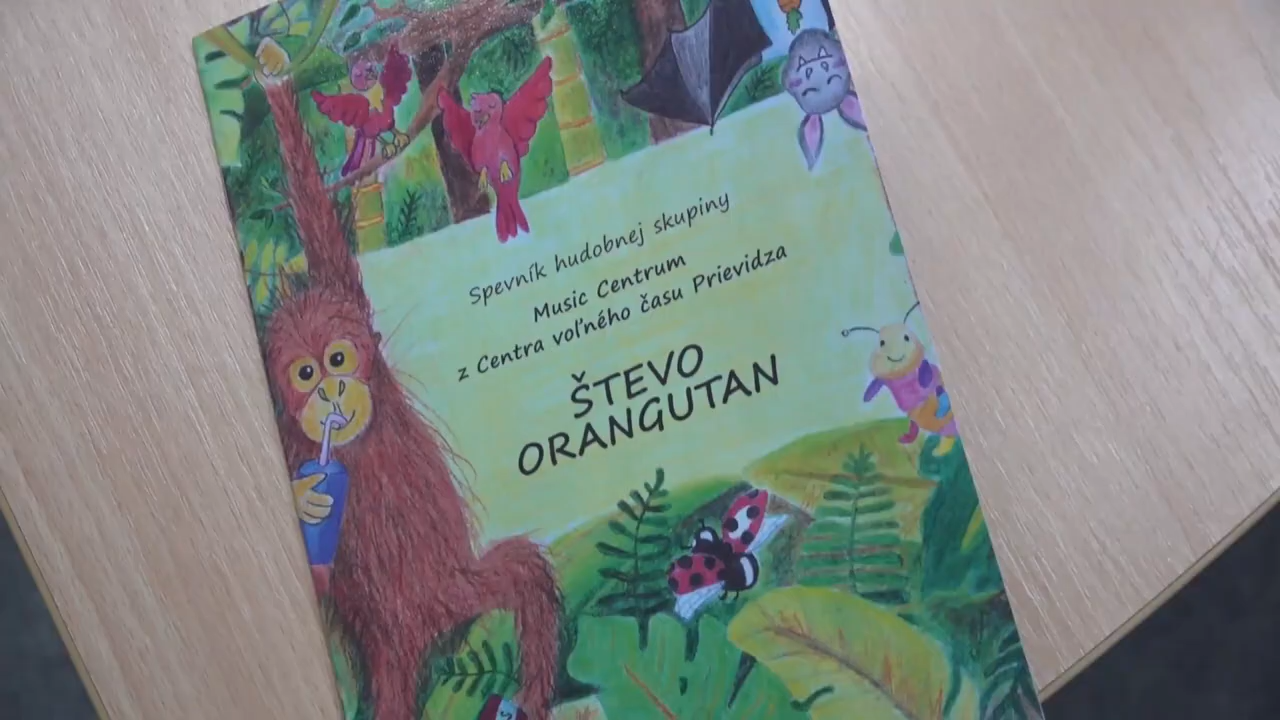 Spevník hudobnej skupiny
Music Centrum
z Centra voľného času Prievidza
ŠTEVO
ORANGUTAN